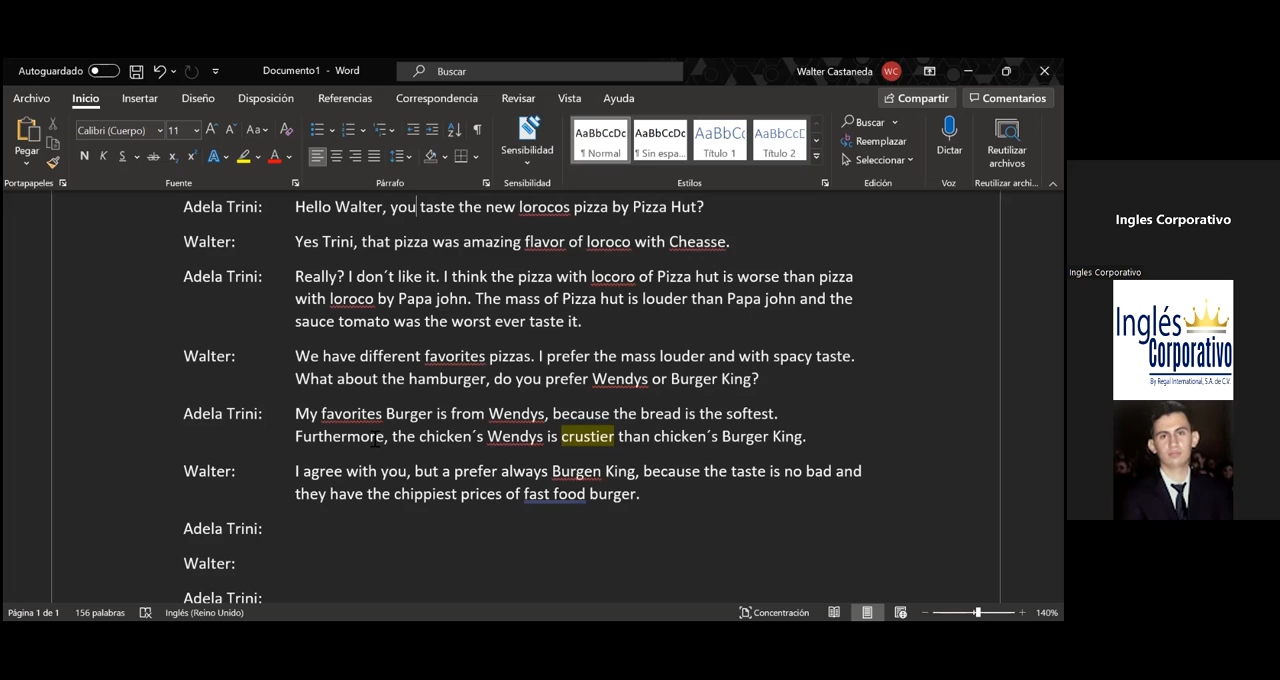 Autoguardado
Documento1 - Word
Buscar
Walter Castaneda
WC
Archivo Inicio Insertar Diseño Disposición Referencias Correspondencia Revisar Vista Ayuda
Compartir Comentarios
Pegar
Calibri (Cuerpo) 11
N K S ab x₂ x²
AaBbCcDc AaBbCcDc AaBbC AaBbCcC
¶ Normal ¶ Sin espa... Título 1 Título 2
Sensibilidad
Buscar
Reemplazar
Seleccionar
Dictar
Reutilizar
archivos
Portapapeles Fuente Párrafo Sensibilidad Estilos Edición Voz Reutilizar archi...
Adela Trini: Hello Walter, you taste the new lorocos pizza by Pizza Hut?
Walter: Yes Trini, that pizza was amazing flavor of loroco with Cheasse.
Adela Trini: Really? I don´t like it. I think the pizza with locoro of Pizza hut is worse than pizza
with loroco by Papa john. The mass of Pizza hut is louder than Papa john and the
sauce tomato was the worst ever taste it.
Walter: We have different favorites pizzas. I prefer the mass louder and with spacy taste.
What about the hamburger, do you prefer Wendys or Burger King?
Adela Trini: My favorites Burger is from Wendys, because the bread is the softest.
Furthermore, the chicken´s Wendys is crustier than chicken´s Burger King.
Walter: I agree with you, but a prefer always Burgen King, because the taste is no bad and
they have the chippiest prices of fast food burger.
Adela Trini:
Walter:
Adela Trini:
Página 1 de 1 156 palabras Inglés (Reino Unido) Concentración 140%
Ingles Corporativo
Ingles Corporativo
Inglés
Corporativo
By Regal International, S.A. de C.V.